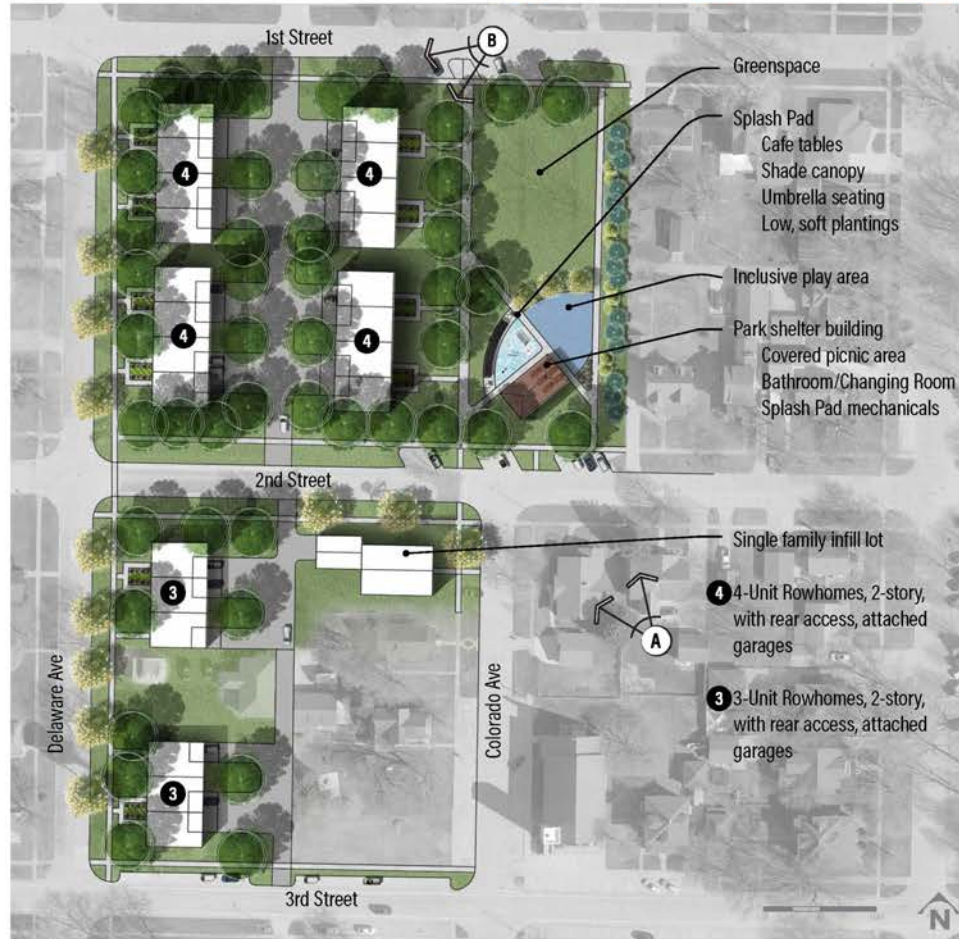 1st Street
B
Greenspace
Splash Pad
Cafe tables
Shade canopy
Umbrella seating
Low, soft plantings
4
4
Inclusive play area
4
4
Park shelter building
Covered picnic area
Bathroom/Changing Room
Splash Pad mechanicals
2nd Street
Single family infill lot
3
A
4 4-Unit Rowhomes, 2-story,
with rear access, attached
garages
Delaware Ave
Colorado Ave
3 3-Unit Rowhomes, 2-story,
with rear access, attached
garages
3
3rd Street
N